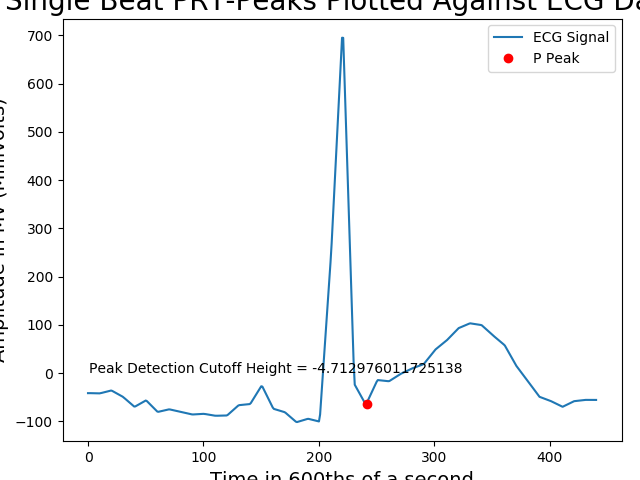 Single Beat PRT-Peaks Plotted Against ECG Da
700
600
500
400
300
200
100
0
−100
ECG Signal
P Peak
Peak Detection Cutoff Height = -4.712976011725138
0
100
200
300
400
Time in 600ths of a second
Amplitude in MV (Millivolts)